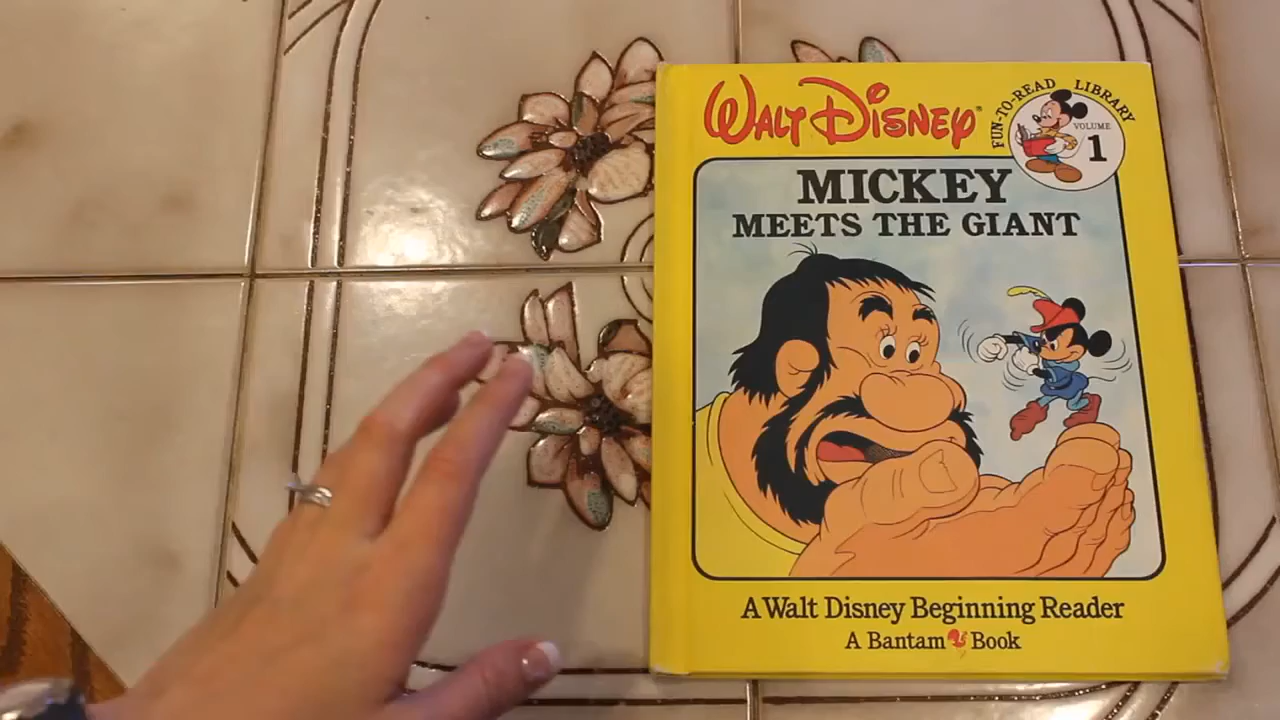 WALT DISNEY®
FUN-TO-READ LIBRARY
VOLUME
1
MICKEY
MEETS THE GIANT
A Walt Disney Beginning Reader
A Bantam Book